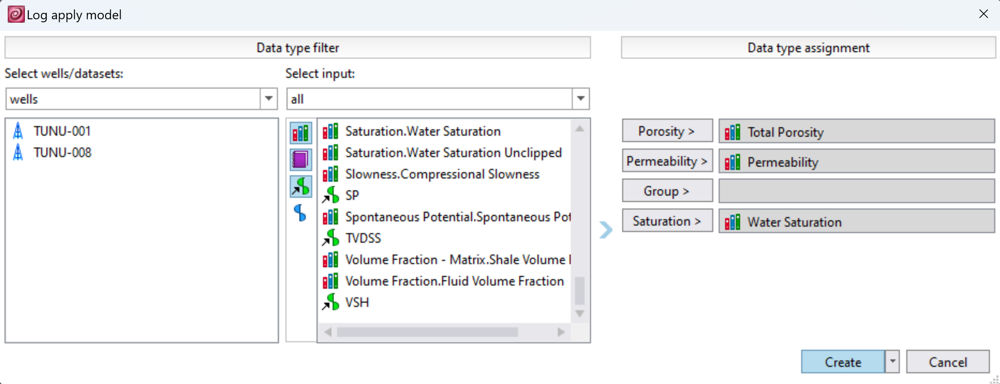 Log apply model
Data type filter
Data type assignment
Select wells/datasets:
Select input:
wells
all
TUNU-001
TUNU-008
Saturation.Water Saturation
Saturation.Water Saturation Unclipped
Slowness.Compressional Slowness
SP
Spontaneous Potential.Spontaneous Pot
TVDSS
Volume Fraction - Matrix.Shale Volume
Volume Fraction.Fluid Volume Fraction
VSH
Porosity >
Total Porosity
Permeability >
Permeability
Group >
Saturation >
Water Saturation
Create
Cancel